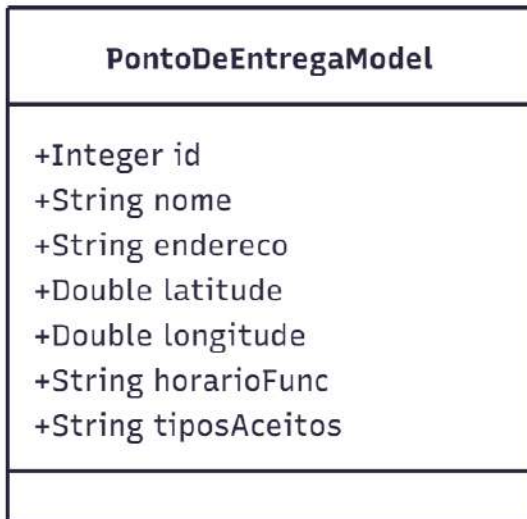 PontoDeEntregaModel
+Integer id
+String nome
+String endereco
+Double latitude
+Double longitude
+String horarioFunc
+String tiposAceitos